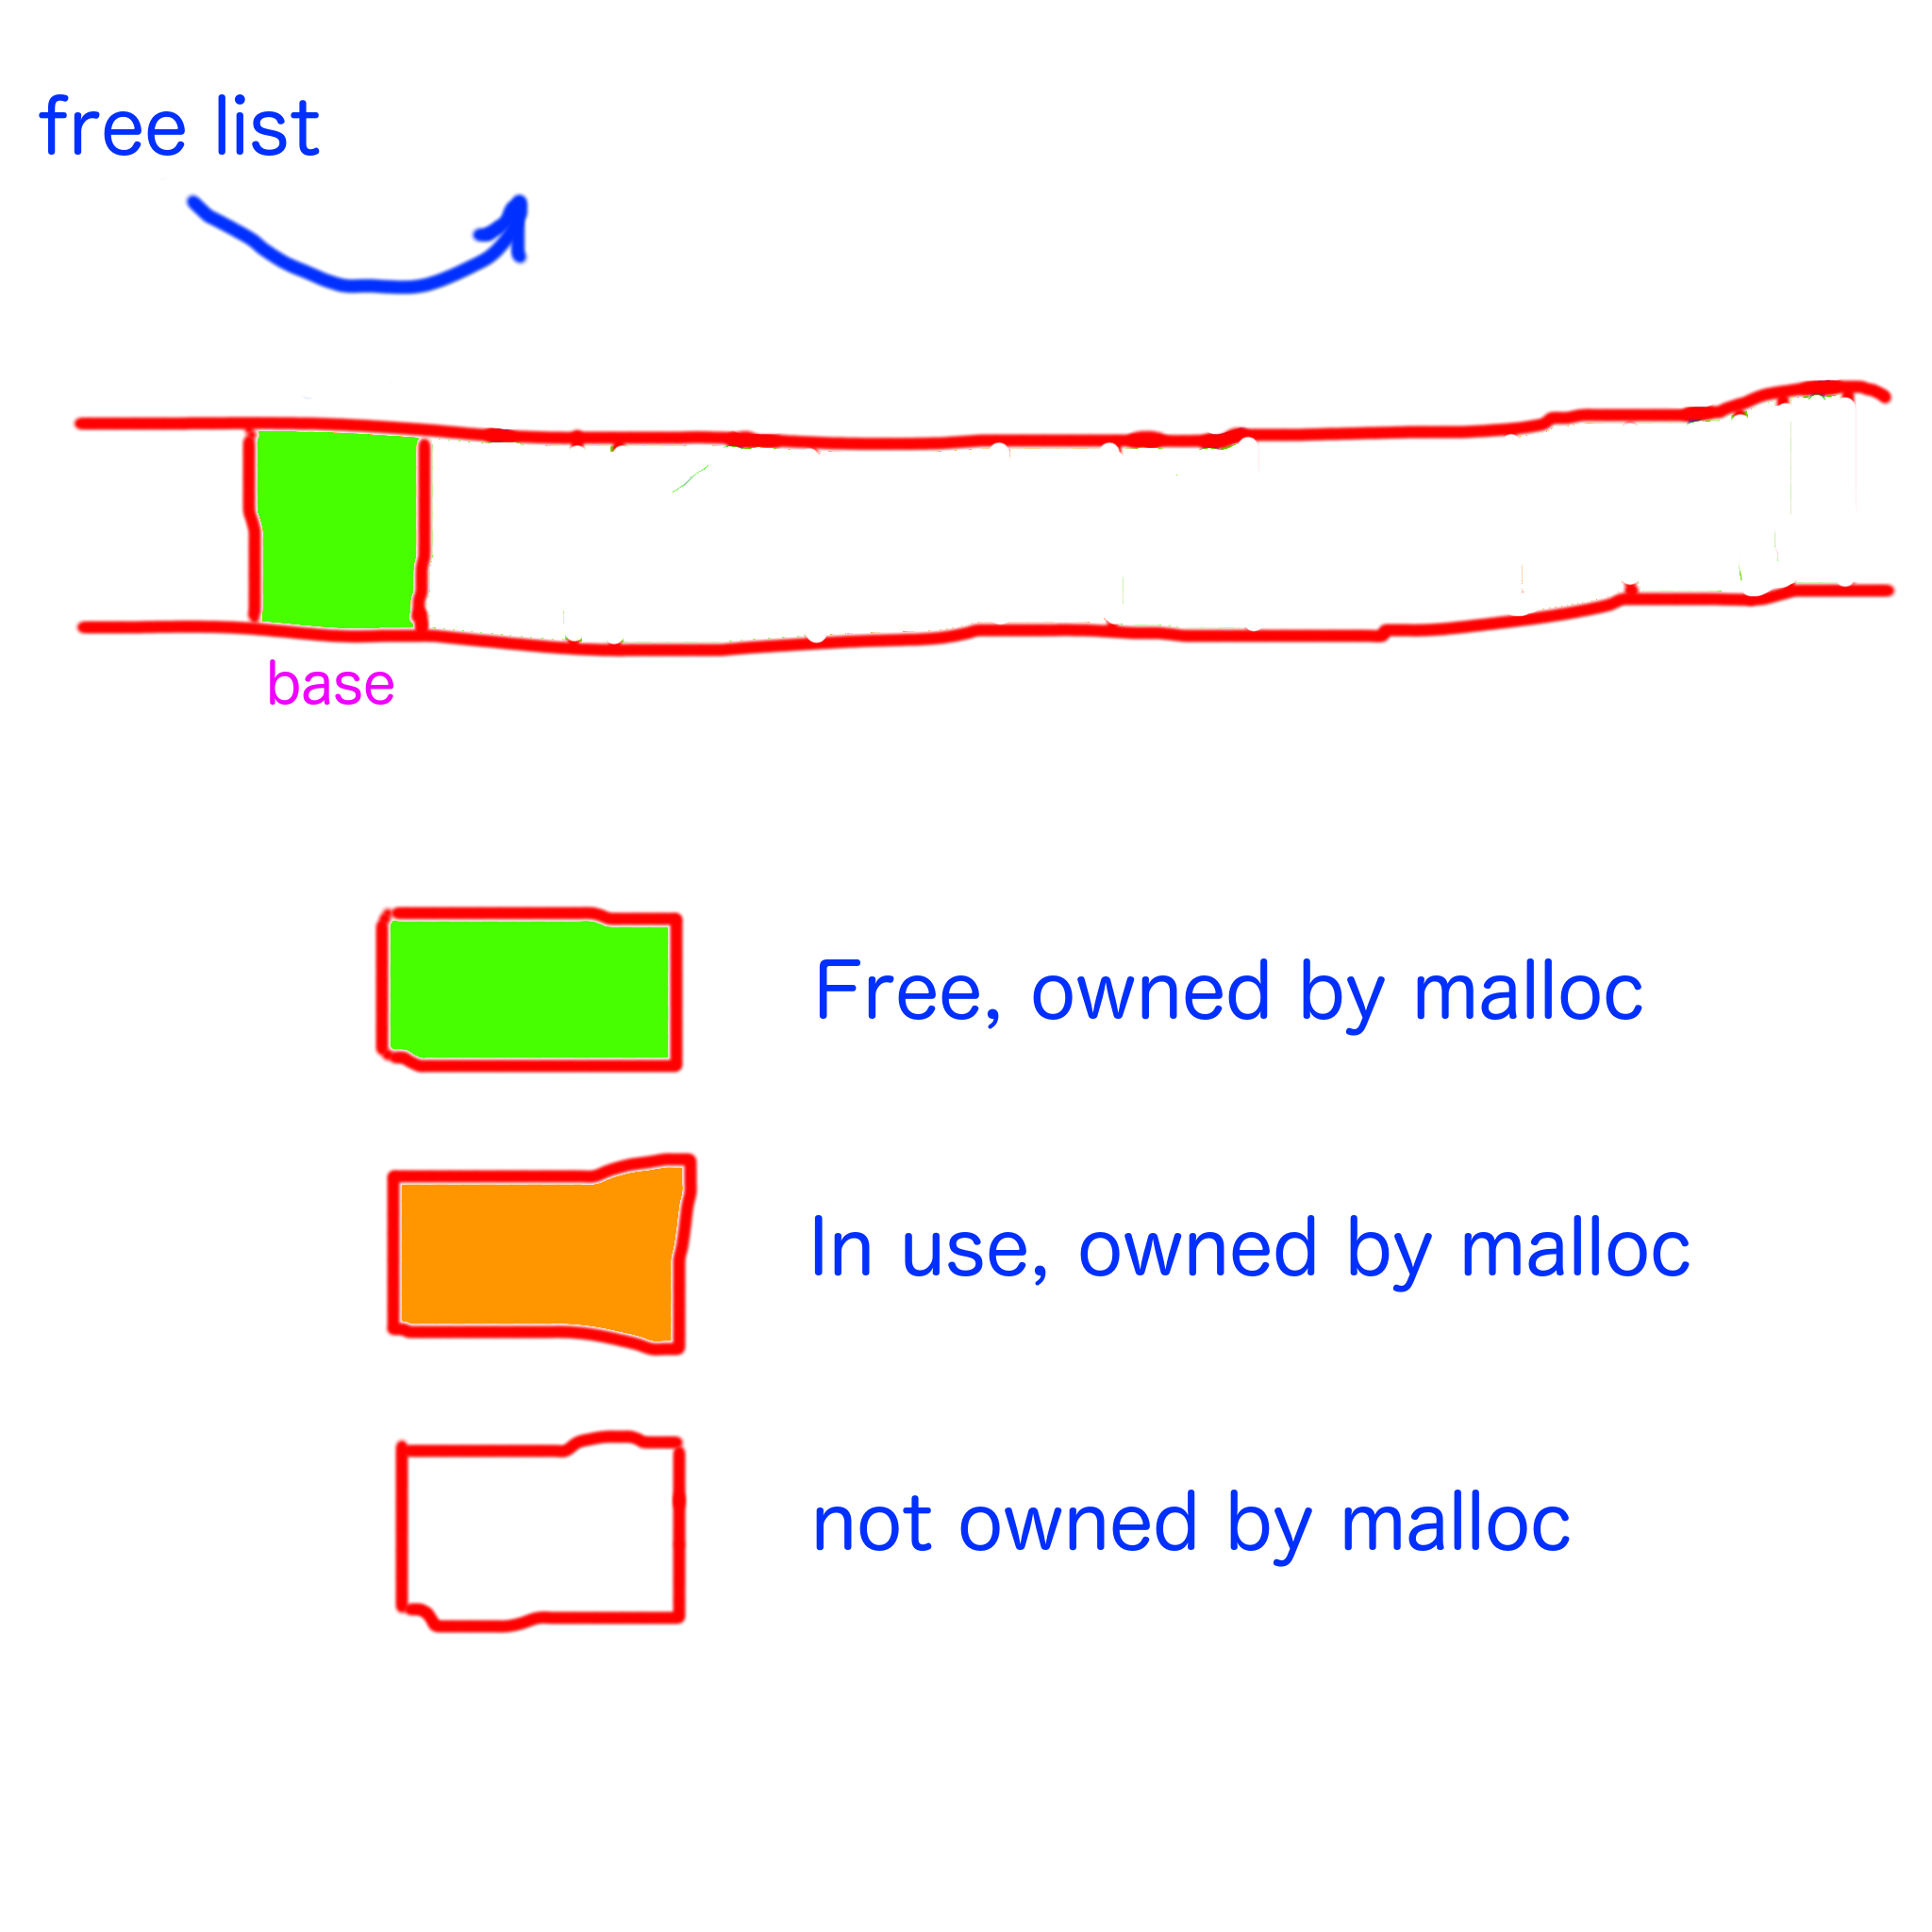 free list
base
Free, owned by malloc
In use, owned by malloc
not owned by malloc